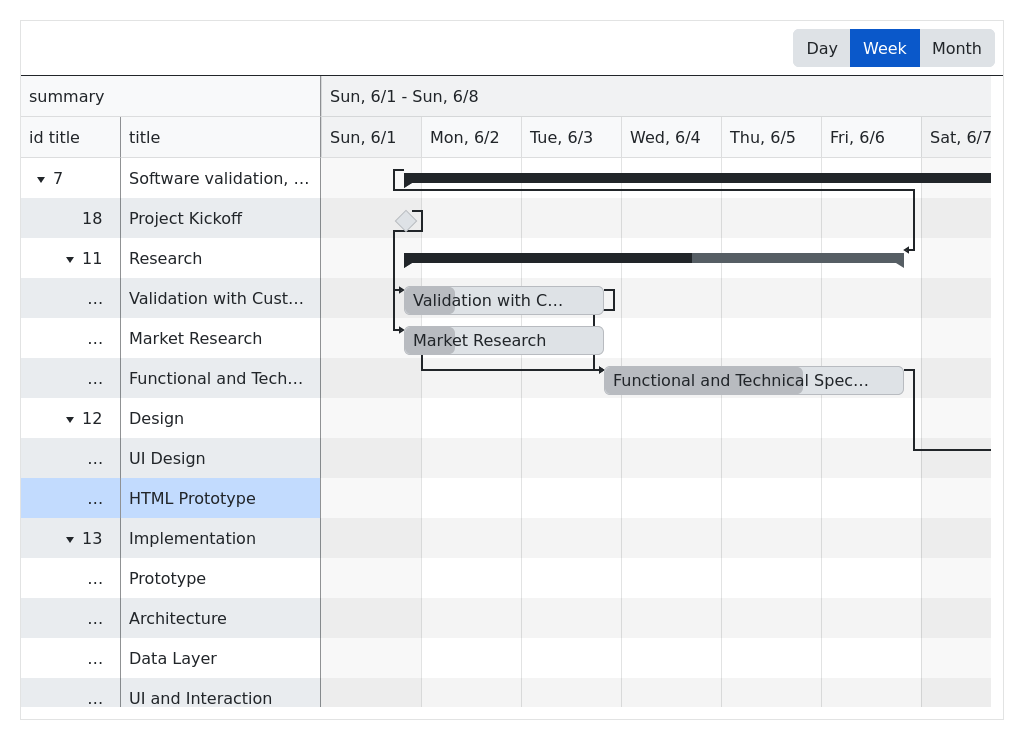 Day Week Month
summary Sun, 6/1 - Sun, 6/8
id title title Sun, 6/1 Mon, 6/2 Tue, 6/3 Wed, 6/4 Thu, 6/5 Fri, 6/6 Sat, 6/7
7 Software validation, …
18 Project Kickoff
11 Research
… Validation with Cust… Validation with C…
… Market Research Market Research
… Functional and Tech… Functional and Technical Spec…
12 Design
… UI Design
… HTML Prototype
13 Implementation
… Prototype
… Architecture
… Data Layer
… UI and Interaction